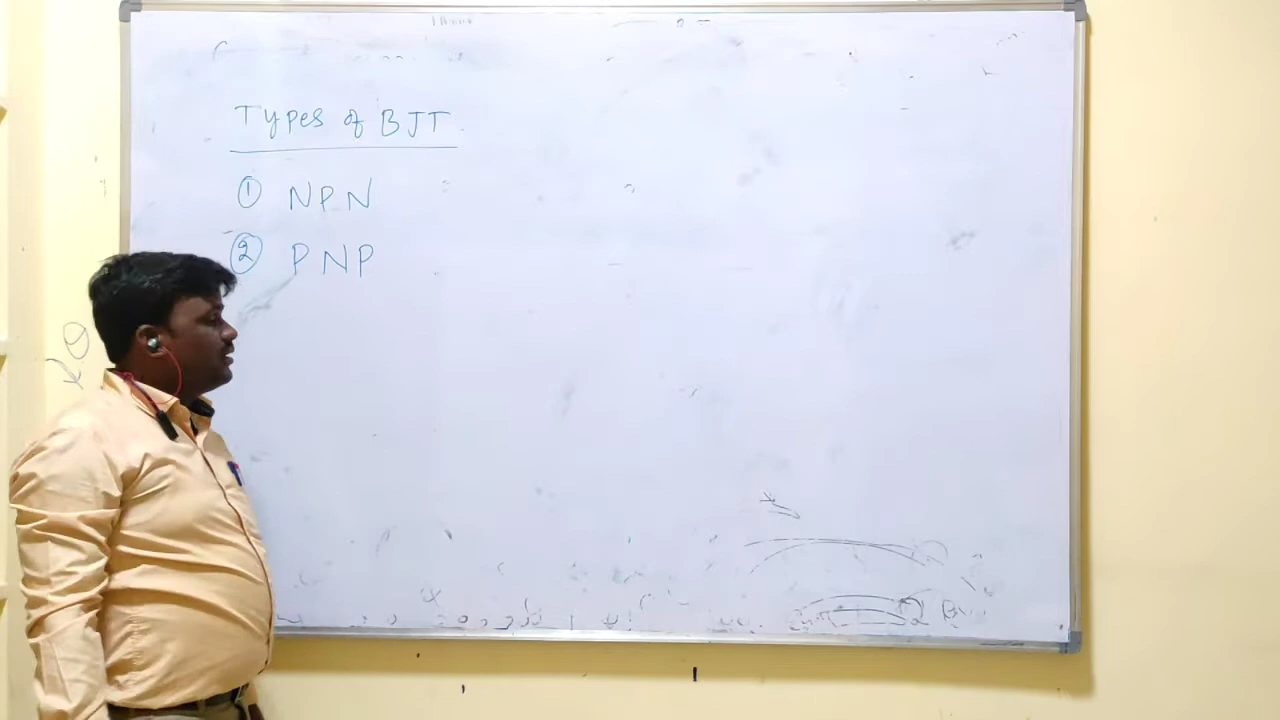 Types of BJT
① NPN
② PNP